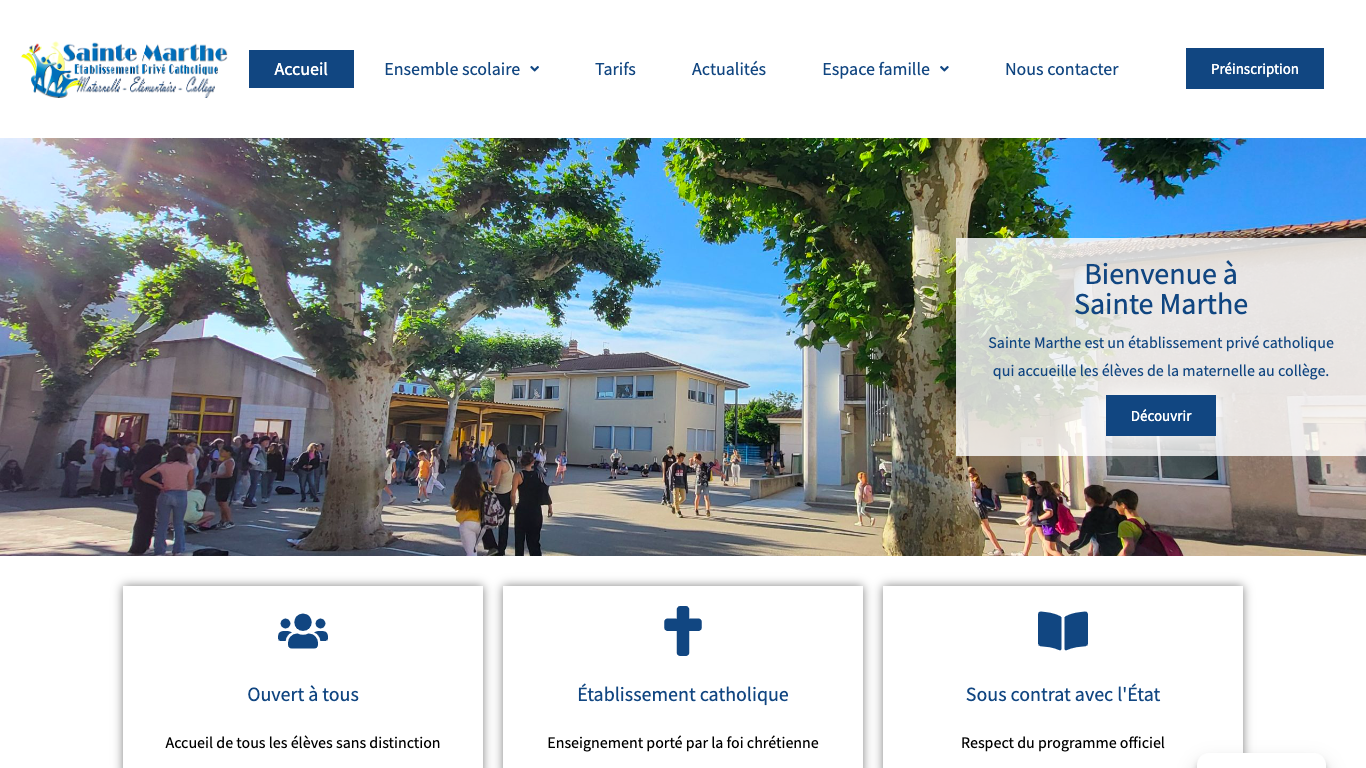 Sainte Marthe
Etablissement Privé Catholique
Maternelle - Elémentaire - Collège
Accueil
Ensemble scolaire
Tarifs
Actualités
Espace famille
Nous contacter
Préinscription
Bienvenue à
Sainte Marthe
Sainte Marthe est un établissement privé catholique
qui accueille les élèves de la maternelle au collège.
Découvrir
Ouvert à tous
Établissement catholique
Sous contrat avec l'État
Accueil de tous les élèves sans distinction
Enseignement porté par la foi chrétienne
Respect du programme officiel